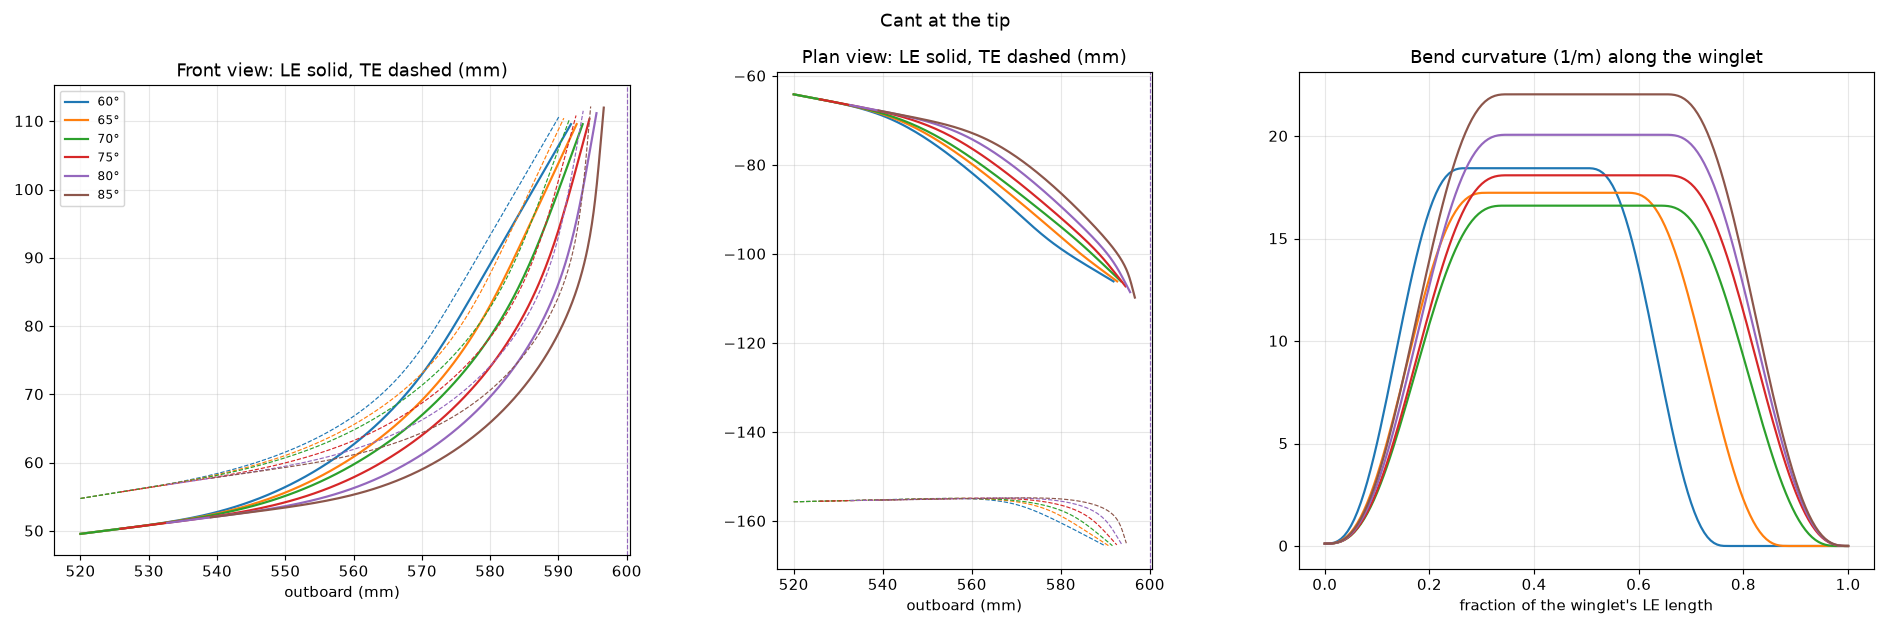 Cant at the tip
Front view: LE solid, TE dashed (mm)
60°
65°
70°
75°
80°
85°
110
100
90
80
70
60
50
520 530 540 550 560 570 580 590 600
outboard (mm)
Plan view: LE solid, TE dashed (mm)
−60
−80
−100
−120
−140
−160
520 540 560 580 600
outboard (mm)
Bend curvature (1/m) along the winglet
20
15
10
5
0
0.0 0.2 0.4 0.6 0.8 1.0
fraction of the winglet's LE length